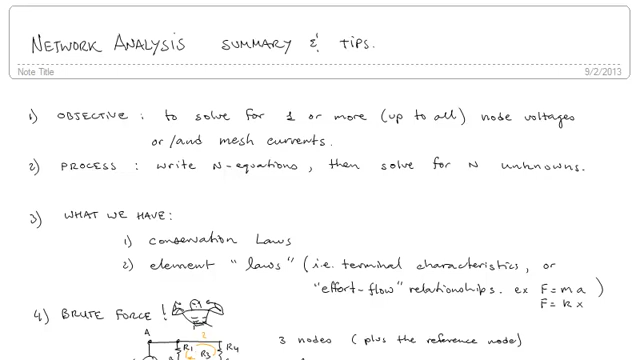 NETWORK ANALYSIS SUMMARY & TIPS.
Note Title 9/2/2013
1) OBJECTIVE : to solve for 1 or more (up to all) node voltages
or/and mesh currents.
2) PROCESS : write N-equations, then solve for N unknowns.
3) WHAT WE HAVE:
1) conservation Laws
2) element "laws" (i.e. terminal characteristics, or
"effort-flow" relationships. ex F=ma )
F=kx
4) BRUTE FORCE!
A 2
3 nodes (plus the reference node)
R1 R3 R4